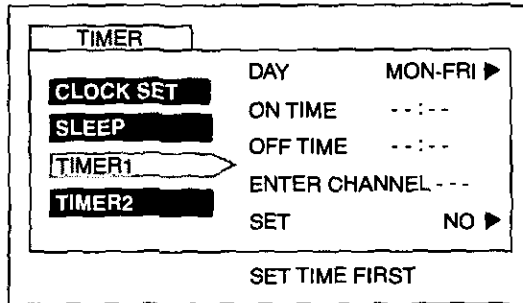 TIMER
CLOCK SET
SLEEP
TIMER1
TIMER2
DAY MON-FRI ▶
ON TIME --:--
OFF TIME --:--
ENTER CHANNEL---
SET NO ▶
SET TIME FIRST